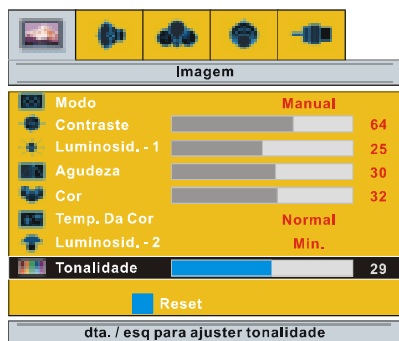 Imagem
Modo Manual
Contraste 64
Luminosid. - 1 25
Agudeza 30
Cor 32
Temp. Da Cor Normal
Luminosid. - 2 Min.
Tonalidade 29
Reset
dta. / esq para ajuster tonalidade